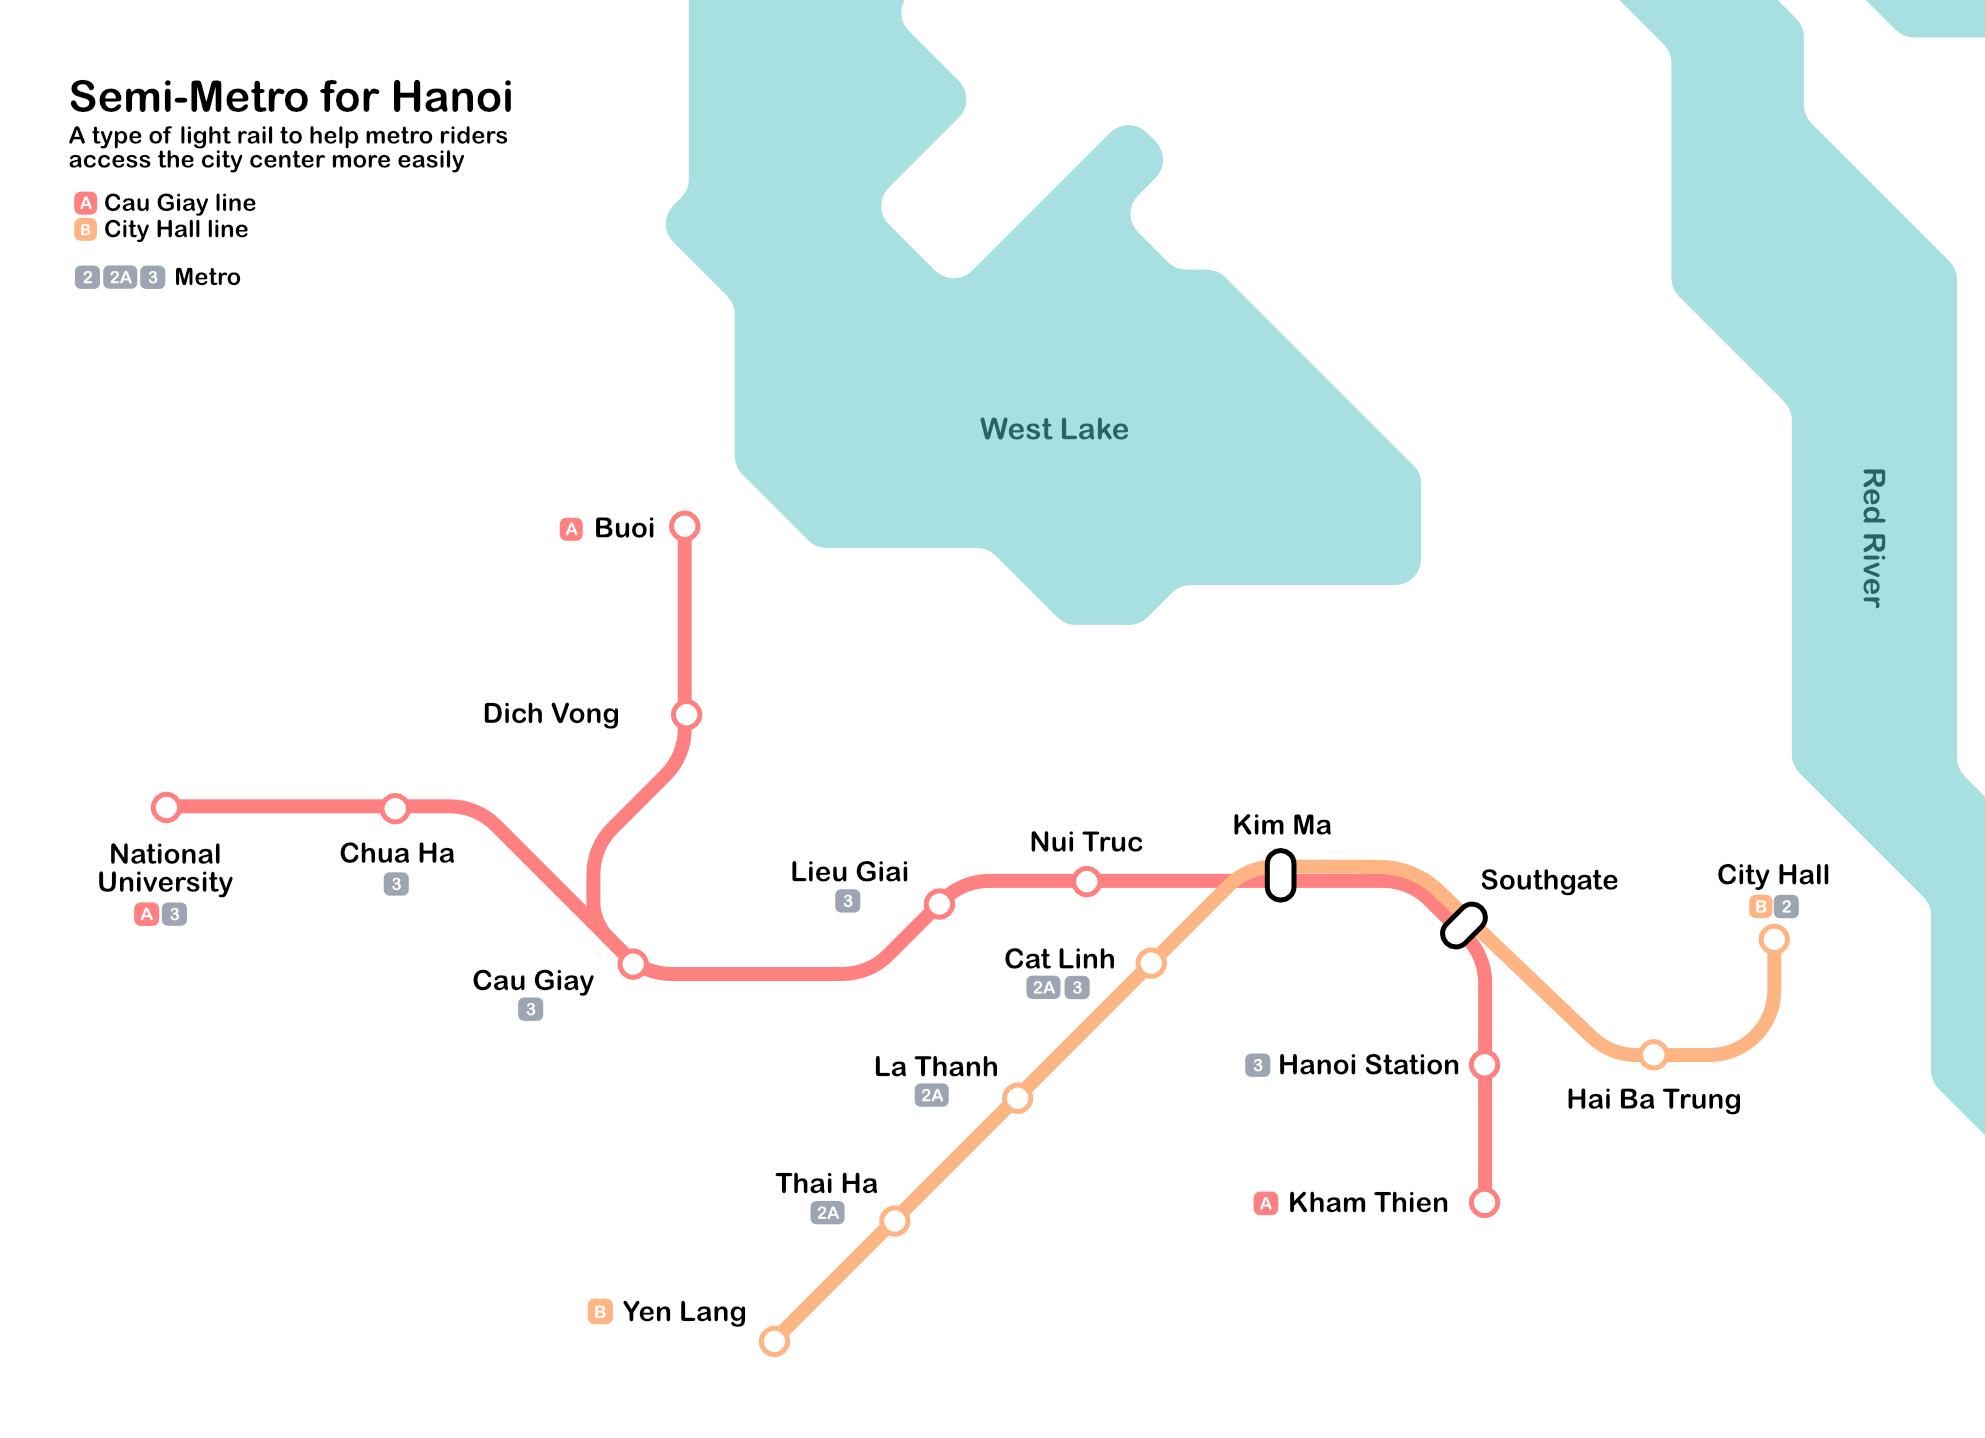 Semi-Metro for Hanoi
A type of light rail to help metro riders
access the city center more easily
A Cau Giay line
B City Hall line
2 2A 3 Metro
West Lake
Red River
A Buoi
Dich Vong
National
University
A 3
Chua Ha
3
Cau Giay
3
Lieu Giai
3
Nui Truc
Kim Ma
Southgate
City Hall
B 2
Cat Linh
2A 3
La Thanh
2A
Thai Ha
2A
B Yen Lang
3 Hanoi Station
Hai Ba Trung
A Kham Thien